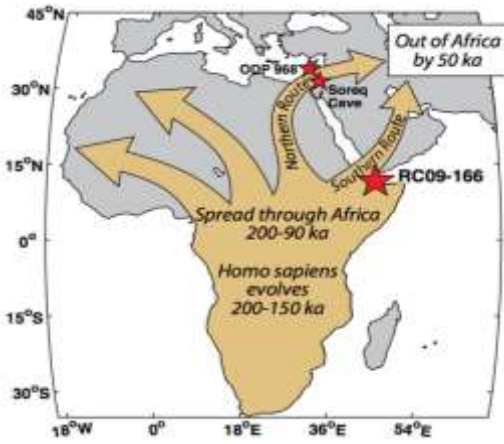 45°N
30°N
15°N
0°
15°S
30°S
18°W
0°
18°E
36°E
54°E
ODP 968
Soreq
Cave
Out of Africa
by 50 ka
Northern Route
Southern Route
RC09-166
Spread through Africa
200-90 ka
Homo sapiens
evolves
200-150 ka